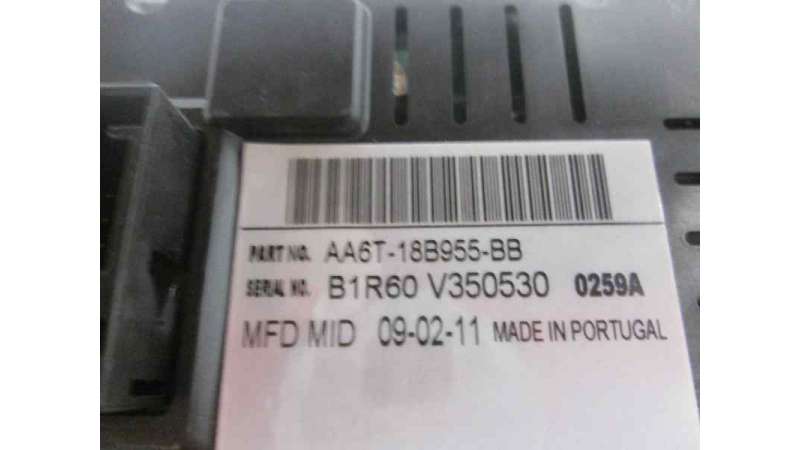 PART NO. AA6T-18B955-BB
SERIAL NO. B1R60 V350530 0259A
MFD MID 09-02-11 MADE IN PORTUGAL